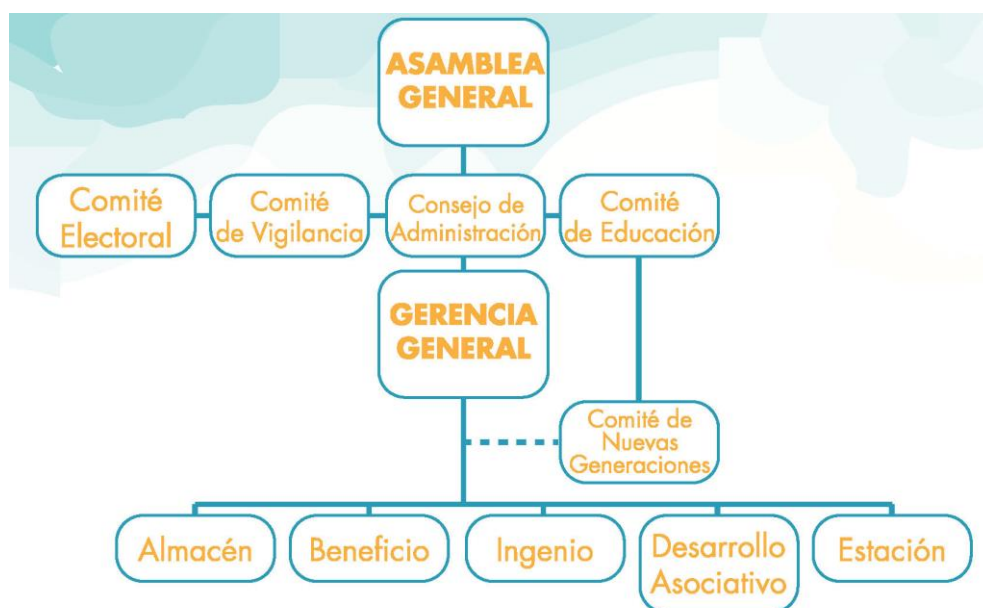 ASAMBLEA
GENERAL
Comité
Electoral
Comité
de Vigilancia
Consejo de
Administración
Comité
de Educación
GERENCIA
GENERAL
Comité de
Nuevas
Generaciones
Almacén
Beneficio
Ingenio
Desarrollo
Asociativo
Estación